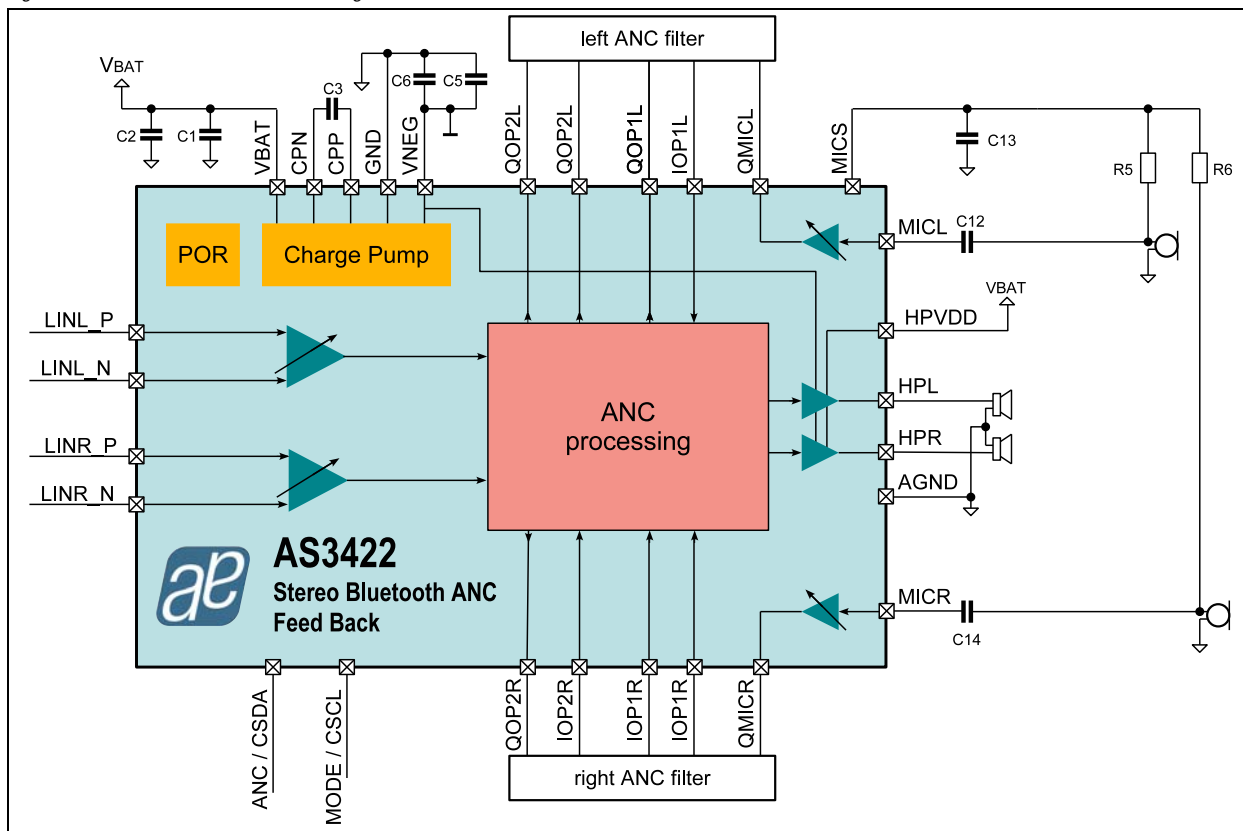 left ANC filter
VBAT
C2
C1
C3
C6
C5
VBAT
CPN
CPP
GND
VNEG
QOP2L
QOP2L
QOP1L
IOP1L
QMICL
MICS
C13
R5
R6
POR
Charge Pump
MICL
C12
VBAT
HPVDD
LINL_P
LINL_N
LINR_P
LINR_N
ANC
processing
HPL
HPR
AGND
AS3422
Stereo Bluetooth ANC
Feed Back
ae
MICR
C14
ANC / CSDA
MODE / CSCL
QOP2R
IOP2R
IOP1R
IOP1R
QMICR
right ANC filter